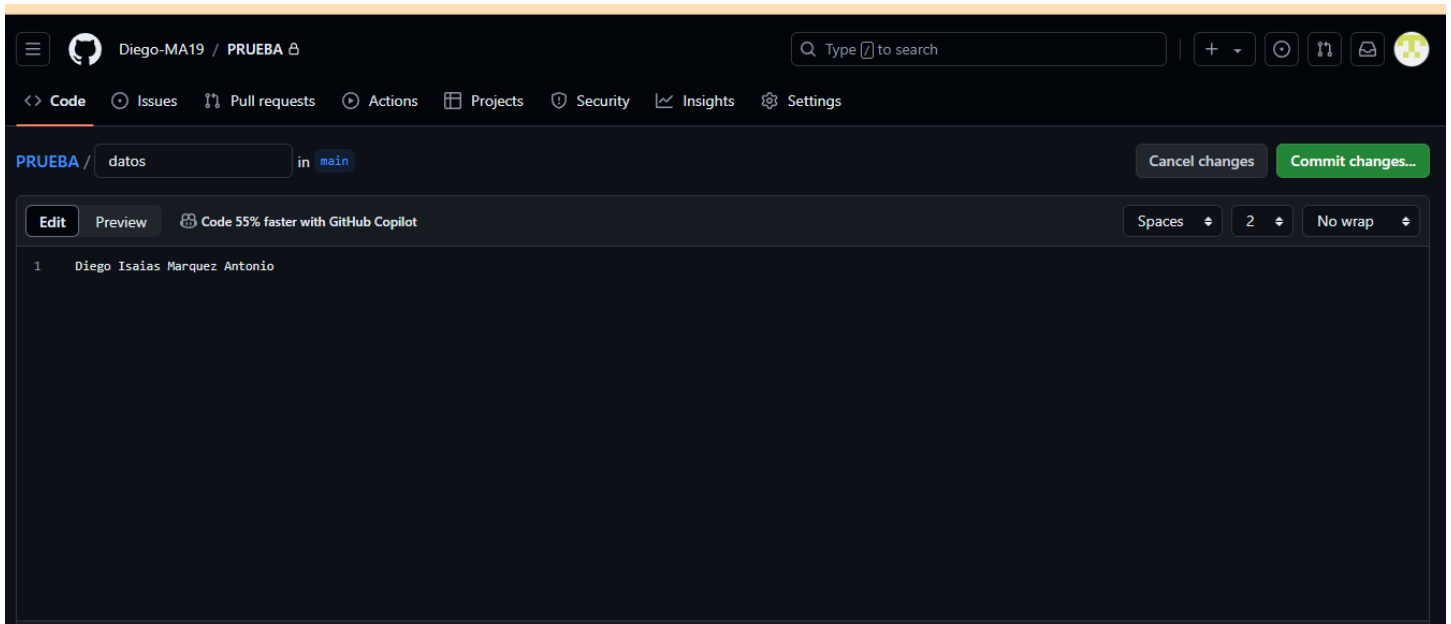 Diego-MA19 / PRUEBA
Type / to search
<> Code Issues Pull requests Actions Projects Security Insights Settings
PRUEBA / datos in main Cancel changes Commit changes...
Edit Preview Code 55% faster with GitHub Copilot Spaces 2 No wrap
1 Diego Isaias Marquez Antonio